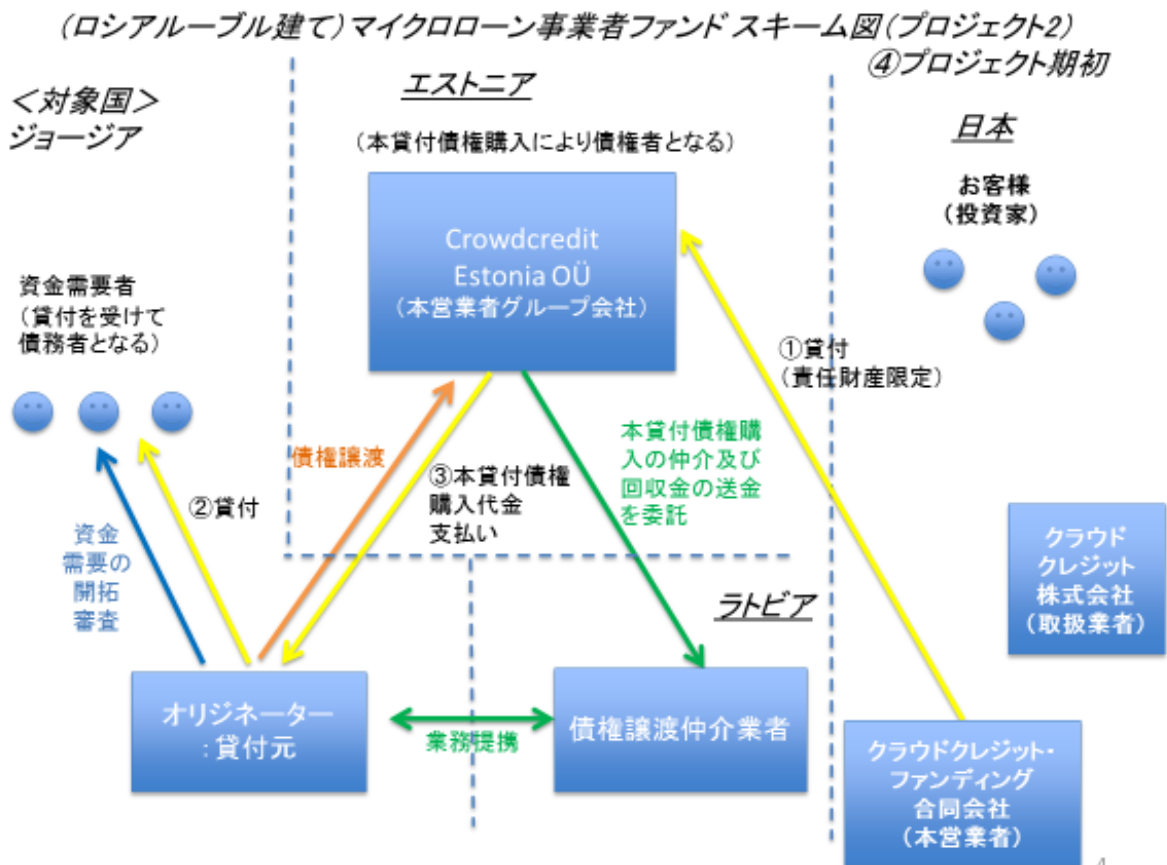 (ロシアルーブル建て)マイクロローン事業者ファンド スキーム図(プロジェクト2)
④プロジェクト期初
<対象国>
ジョージア
エストニア
(本貸付債権購入により債権者となる)
日本
お客様
(投資家)
Crowdcredit
Estonia OÜ
(本営業者グループ会社)
資金需要者
(貸付を受けて
債務者となる)
①貸付
(責任財産限定)
債権譲渡
③本貸付債権
購入代金
支払い
本貸付債権購
入の仲介及び
回収金の送金
を委託
②貸付
資金
需要の
開拓
審査
クラウド
クレジット
株式会社
(取扱業者)
ラトビア
オリジネーター
:貸付元
業務提携
債権譲渡仲介業者
クラウドクレジット・
ファンディング
合同会社
(本営業者)